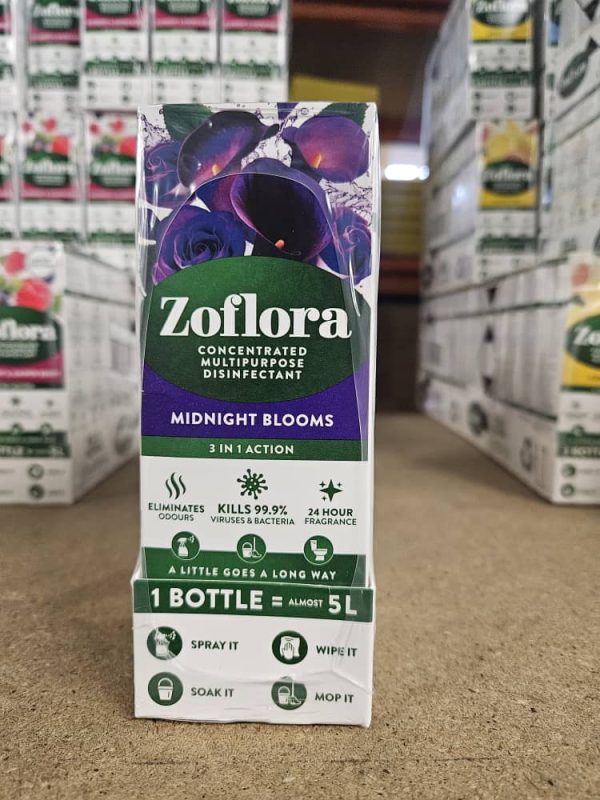 Zoflora
CONCENTRATED
MULTIPURPOSE
DISINFECTANT
MIDNIGHT BLOOMS
3 IN 1 ACTION
ELIMINATES
ODOURS
KILLS 99.9%
VIRUSES & BACTERIA
24 HOUR
FRAGRANCE
A LITTLE GOES A LONG WAY
1 BOTTLE = ALMOST 5L
SPRAY IT
WIPE IT
SOAK IT
MOP IT